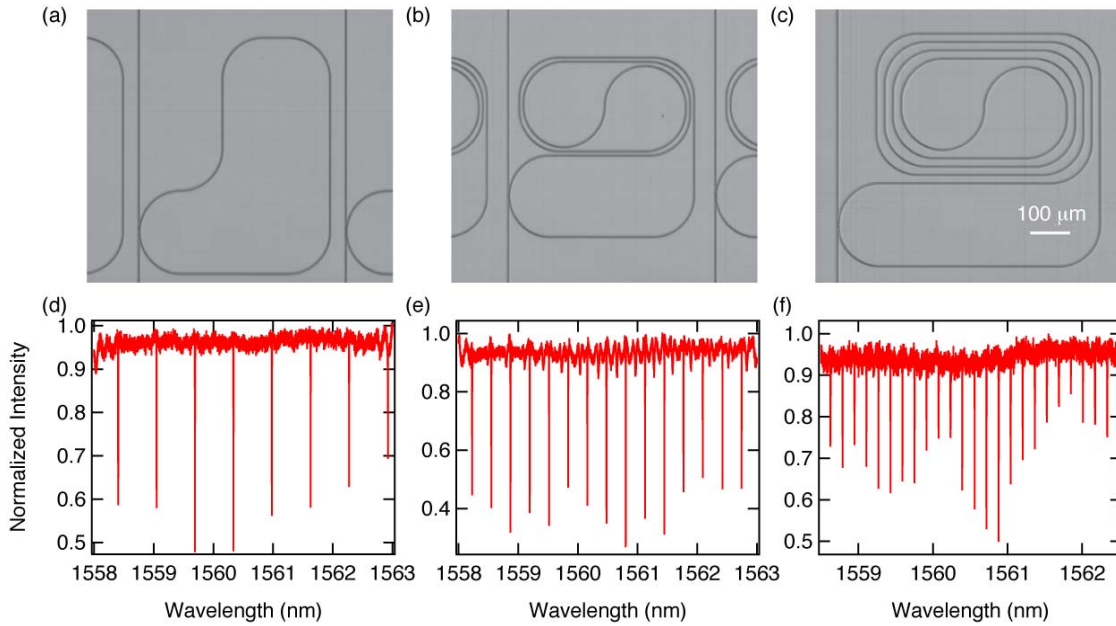 (a) (b) (c)
100 μm
(d) (e) (f)
Normalized Intensity
1.0
0.9
0.8
0.7
0.6
0.5
1558 1559 1560 1561 1562 1563
Wavelength (nm)
1.0
0.8
0.6
0.4
1558 1559 1560 1561 1562 1563
Wavelength (nm)
1.0
0.9
0.8
0.7
0.6
0.5
1559 1560 1561 1562
Wavelength (nm)